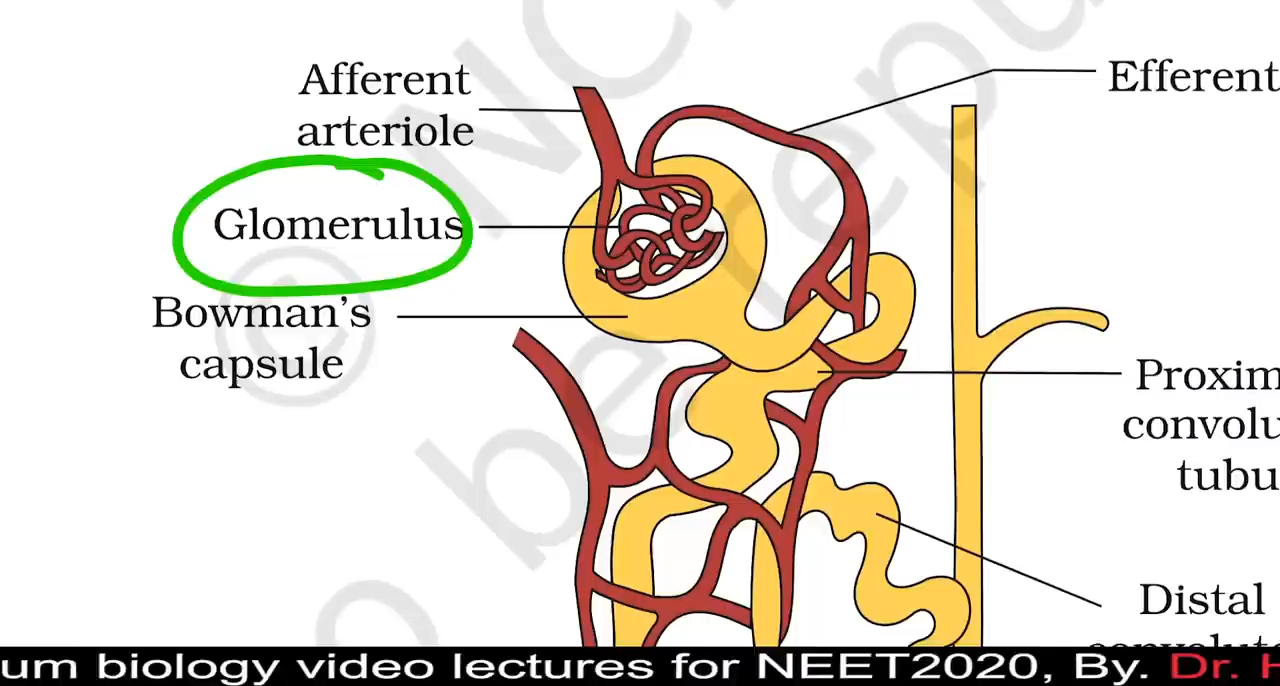 Afferent
arteriole
Efferent
Glomerulus
Bowman's
capsule
Proxim
convolu
tubu
Distal
um biology video lectures for NEET2020, By. Dr. H